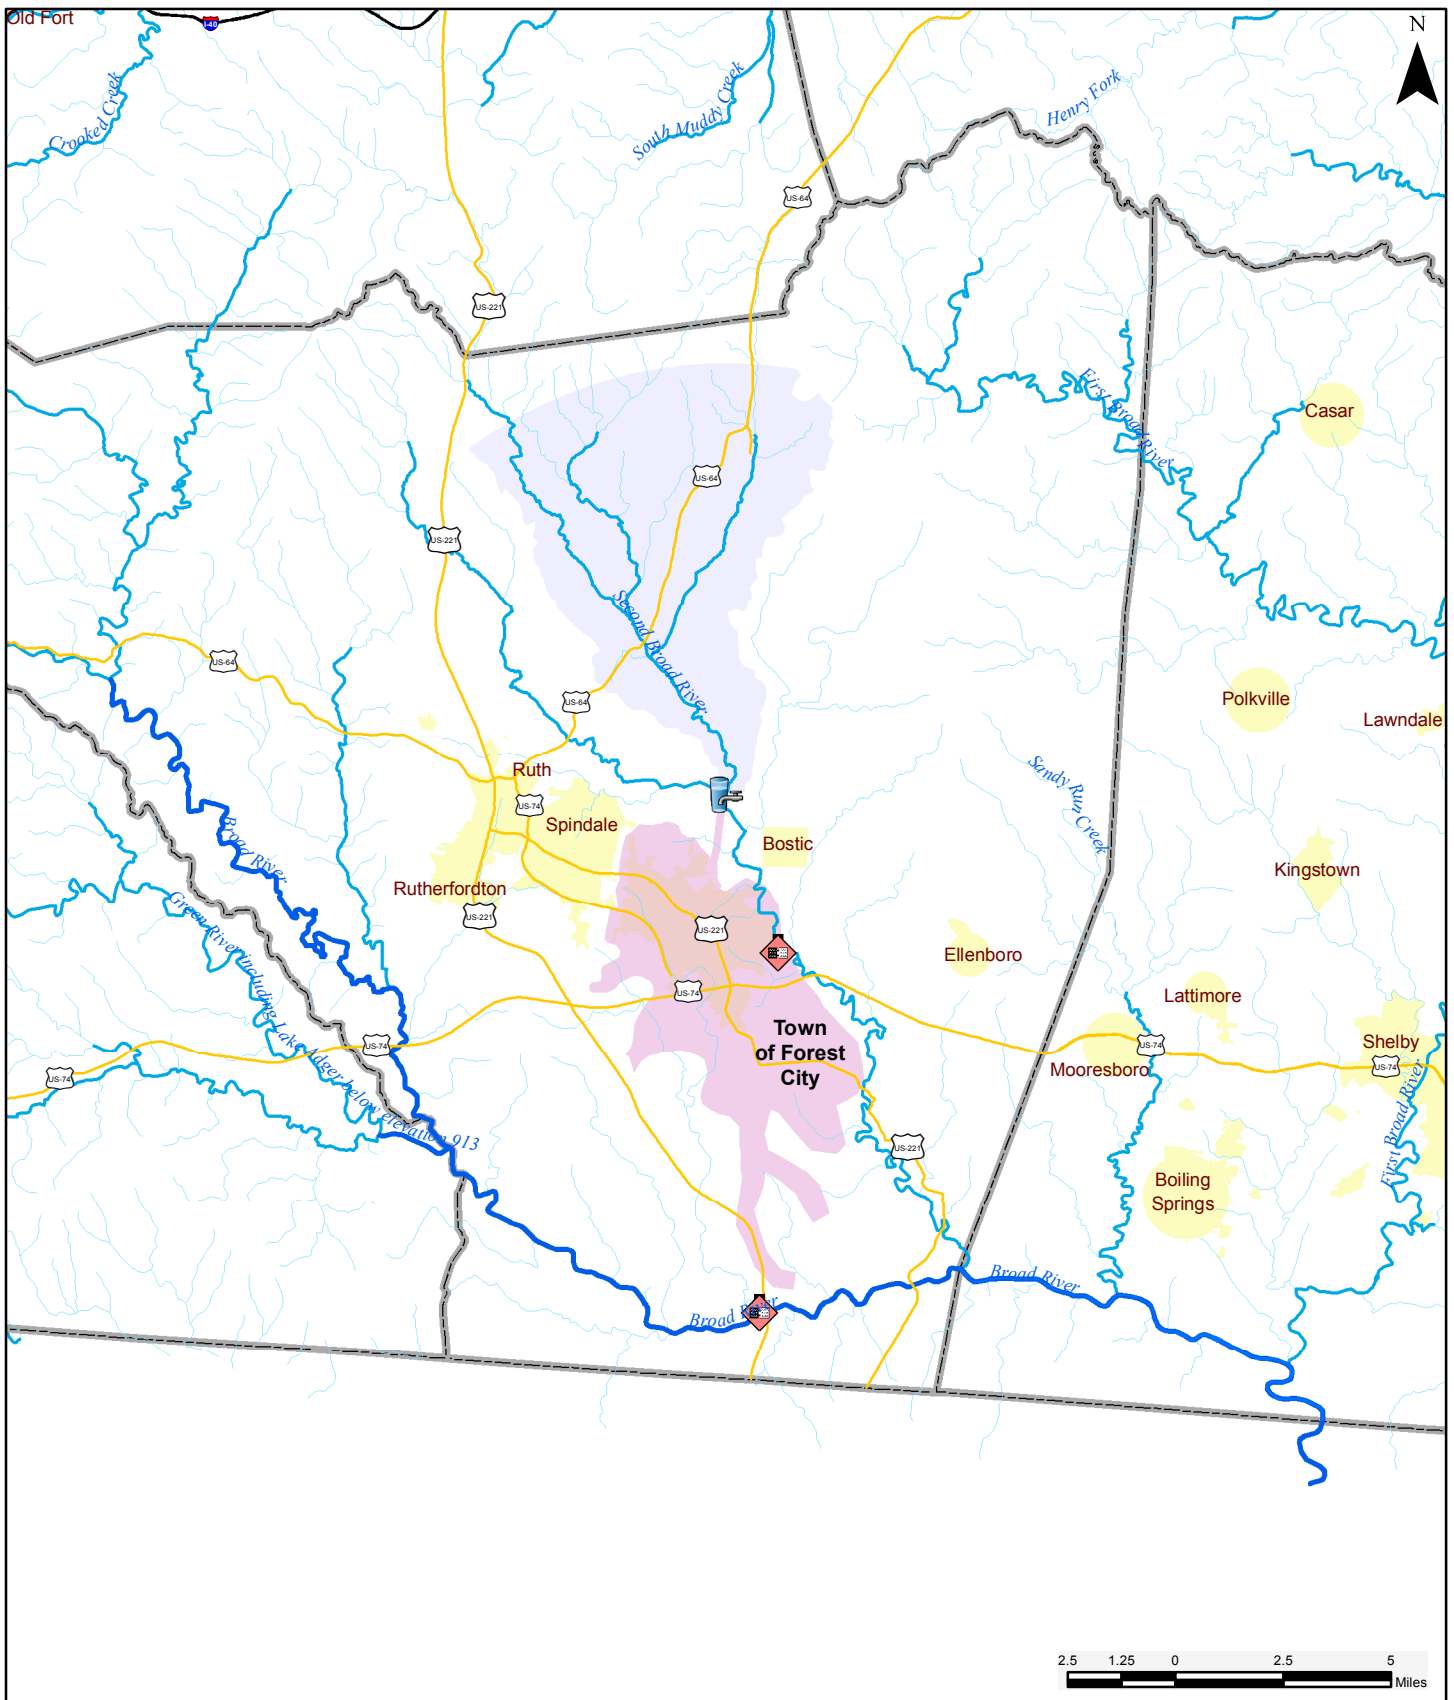 Old Fort
I-40
N
Crooked Creek
South Muddy Creek
Henry Fork
US-64
US-221
First Broad River
Casar
US-64
US-221
Second Broad River
US-64
US-64
Polkville
Lawndale
Ruth
US-74
Spindale
Sandy Run Creek
Bostic
Broad River
Kingstown
Rutherfordton
US-221
US-221
Green River including Lake Adger below elevation 913
Ellenboro
US-74
Lattimore
Town
of Forest
City
US-74
US-74
Shelby
US-74
Mooresboro
US-74
First Broad River
US-221
Boiling
Springs
Broad River
Broad River
2.5 1.25 0 2.5 5
Miles